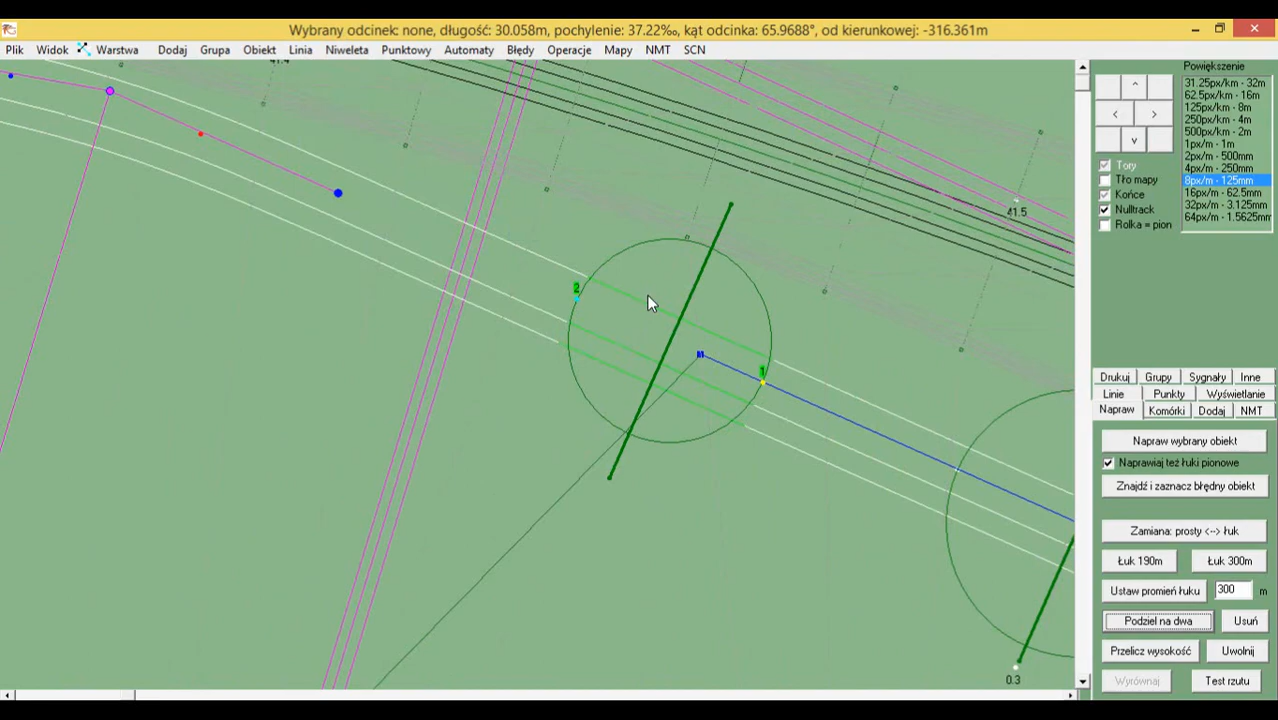 Wybrany odcinek: none, długość: 30.058m, pochylenie: 37.22‰, kąt odcinka: 65.9688°, od kierunkowej: -316.361m
Plik Widok Warstwa Dodaj Grupa Obiekt Linia Niweleta Punktowy Automaty Błędy Operacje Mapy NMT SCN
Powiększenie
31.25px/km - 32m
62.5px/km - 16m
125px/km - 8m
250px/km - 4m
500px/km - 2m
1px/m - 1m
2px/m - 500mm
4px/m - 250mm
8px/m - 125mm
16px/m - 62.5mm
32px/m - 3.125mm
64px/m - 1.5625mm
Tory
Tło mapy
Końce
Nulltrack
Rolka = pion
41.4
41.5
2
1
0.3
Drukuj Grupy Sygnały Inne
Linie Punkty Wyświetlanie
Napraw Komórki Dodaj NMT
Napraw wybrany obiekt
Naprawiaj też łuki pionowe
Znajdź i zaznacz błędny obiekt
Zamiana: prosty <--> łuk
Łuk 190m Łuk 300m
Ustaw promień łuku 300 m
Podziel na dwa Usuń
Przelicz wysokość Uwolnij
Wyrównaj Test rzutu